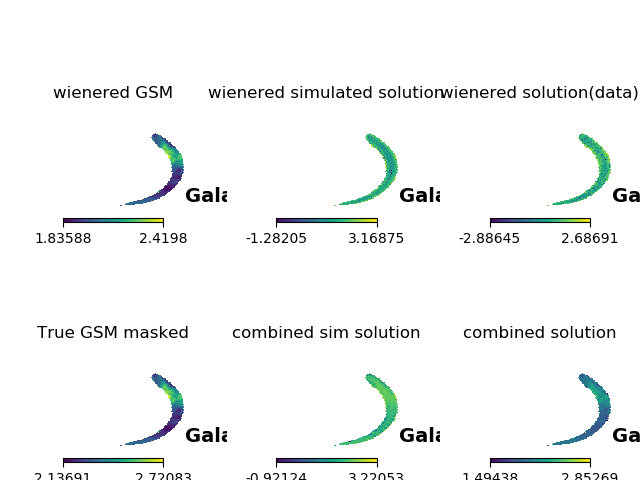 wienered GSM
wienered simulated solution
wienered solution(data)
Gala
Gala
Ga
1.83588 2.4198
-1.28205 3.16875
-2.88645 2.68691
True GSM masked
combined sim solution
combined solution
Gala
Gala
Ga
2.13691 2.72083
-0.92124 3.22053
1.49438 2.85269